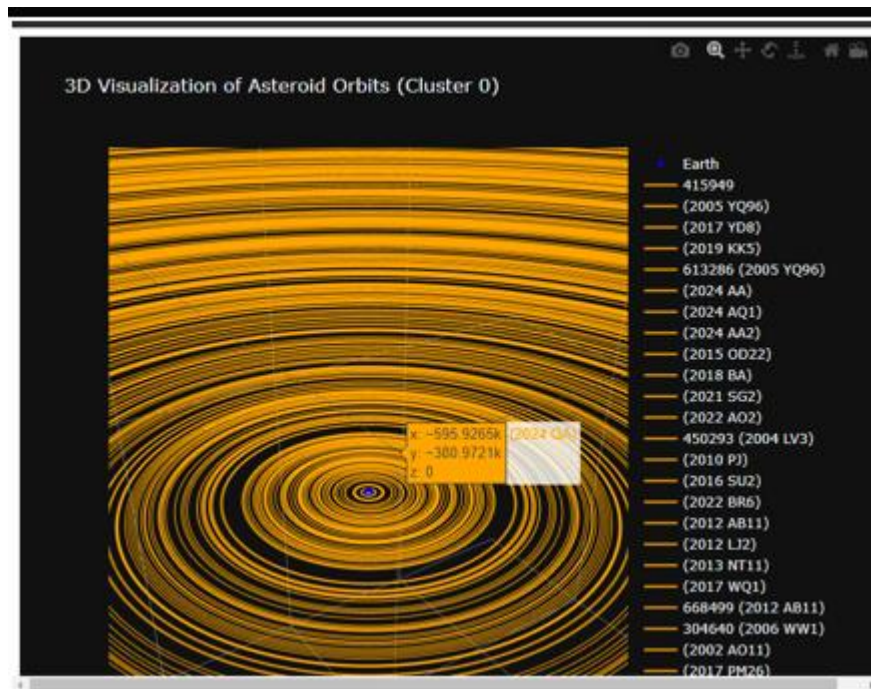 3D Visualization of Asteroid Orbits (Cluster 0)
Earth
415949
(2005 YQ96)
(2017 YD8)
(2019 KK5)
613286 (2005 YQ96)
(2024 AA)
(2024 AQ1)
(2024 AA2)
(2015 OD22)
(2018 BA)
(2021 SG2)
(2022 AO2)
450293 (2004 LV3)
(2010 PJ)
(2016 SU2)
(2022 BR6)
(2012 AB11)
(2012 LJ2)
(2013 NT11)
(2017 WQ1)
668499 (2012 AB11)
304640 (2006 WW1)
(2002 AO11)
(2017 PM26)
x: −595.9265k
y: −380.9721k
z: 0
(2024 QA)